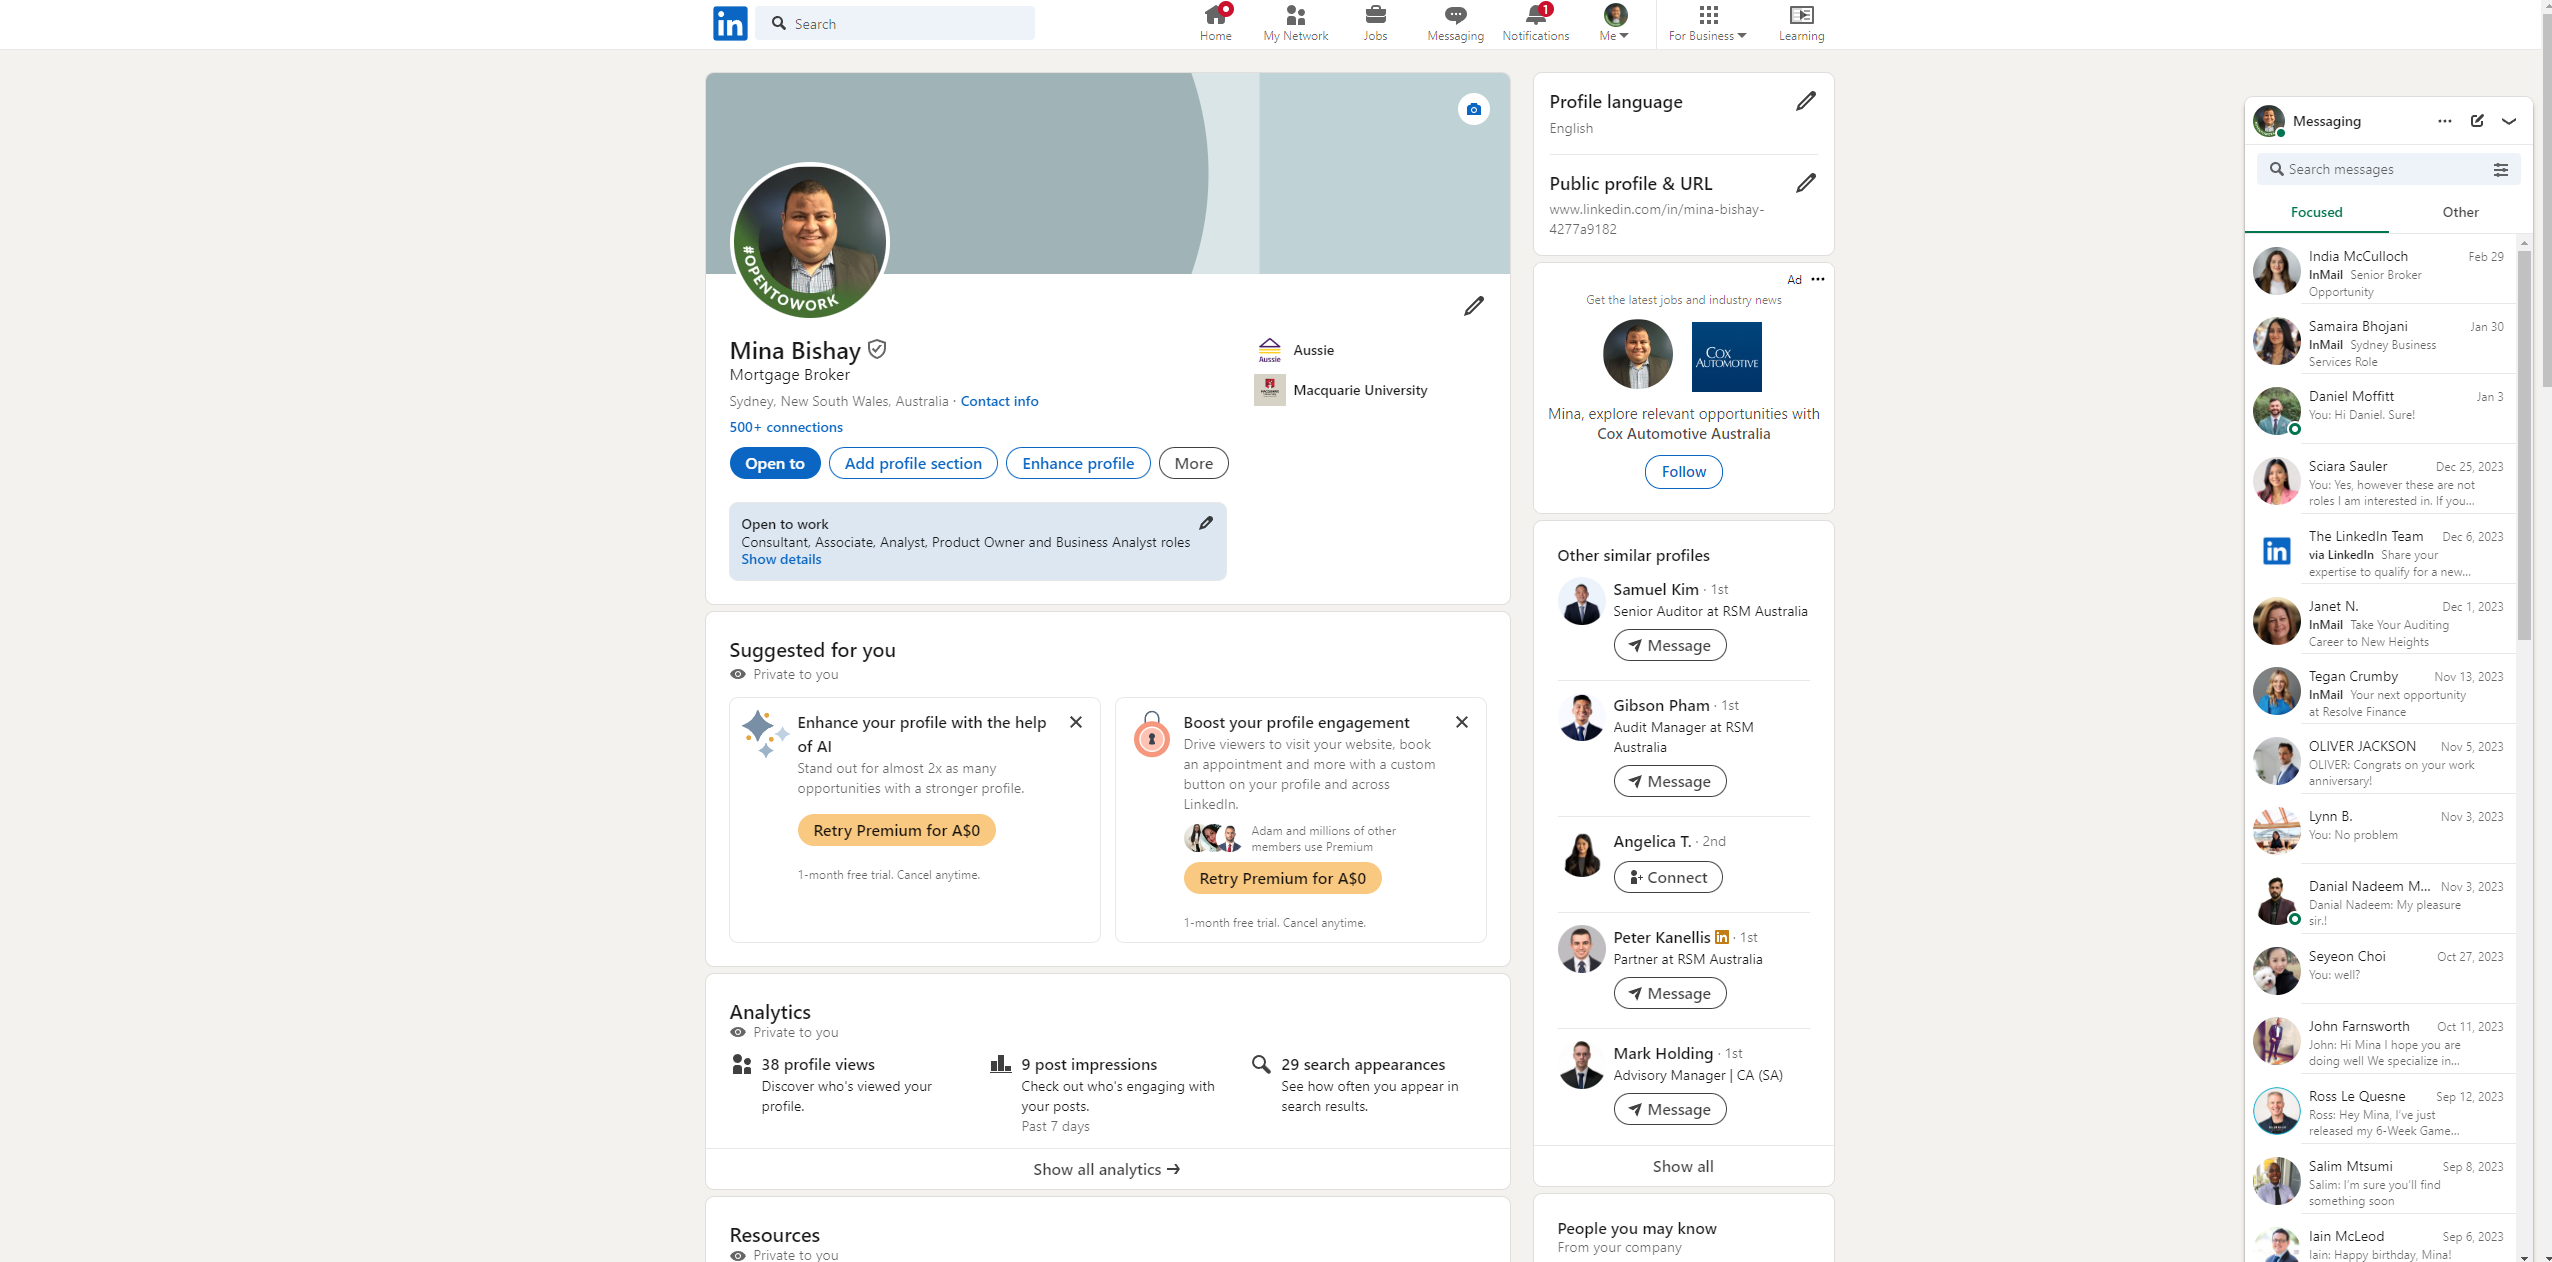 in
Search
Home
My Network
Jobs
Messaging
1
Notifications
Me
For Business
Learning
#OPENTOWORK
Mina Bishay
Mortgage Broker
Sydney, New South Wales, Australia · Contact info
500+ connections
Open to
Add profile section
Enhance profile
More
Aussie
Aussie
Macquarie University
Open to work
Consultant, Associate, Analyst, Product Owner and Business Analyst roles
Show details
Suggested for you
Private to you
Enhance your profile with the help
of AI
Stand out for almost 2x as many
opportunities with a stronger profile.
Retry Premium for A$0
1-month free trial. Cancel anytime.
Boost your profile engagement
Drive viewers to visit your website, book
an appointment and more with a custom
button on your profile and across
LinkedIn.
Adam and millions of other
members use Premium
Retry Premium for A$0
1-month free trial. Cancel anytime.
Analytics
Private to you
38 profile views
Discover who's viewed your
profile.
9 post impressions
Check out who's engaging with
your posts.
Past 7 days
29 search appearances
See how often you appear in
search results.
Show all analytics →
Resources
Private to you
Profile language
English
Public profile & URL
www.linkedin.com/in/mina-bishay-
4277a9182
Ad
Get the latest jobs and industry news
COX
AUTOMOTIVE
Mina, explore relevant opportunities with
Cox Automotive Australia
Follow
Other similar profiles
Samuel Kim · 1st
Senior Auditor at RSM Australia
Message
Gibson Pham · 1st
Audit Manager at RSM
Australia
Message
Angelica T. · 2nd
Connect
Peter Kanellis in · 1st
Partner at RSM Australia
Message
Mark Holding · 1st
Advisory Manager | CA (SA)
Message
Show all
People you may know
From your company
Messaging
Search messages
Focused
Other
India McCulloch Feb 29
InMail Senior Broker
Opportunity
Samaira Bhojani Jan 30
InMail Sydney Business
Services Role
Daniel Moffitt Jan 3
You: Hi Daniel. Sure!
Sciara Sauler Dec 25, 2023
You: Yes, however these are not
roles I am interested in. If you...
in
The LinkedIn Team Dec 6, 2023
via LinkedIn Share your
expertise to qualify for a new...
Janet N. Dec 1, 2023
InMail Take Your Auditing
Career to New Heights
Tegan Crumby Nov 13, 2023
InMail Your next opportunity
at Resolve Finance
OLIVER JACKSON Nov 5, 2023
OLIVER: Congrats on your work
anniversary!
Lynn B. Nov 3, 2023
You: No problem
Danial Nadeem M... Nov 3, 2023
Danial Nadeem: My pleasure
sir.!
Seyeon Choi Oct 27, 2023
You: well?
John Farnsworth Oct 11, 2023
John: Hi Mina I hope you are
doing well We specialize in...
Ross Le Quesne Sep 12, 2023
Ross: Hey Mina, I've just
released my 6-Week Game...
Salim Mtsumi Sep 8, 2023
Salim: I'm sure you'll find
something soon
Iain McLeod Sep 6, 2023
Iain: Happy birthday, Mina!